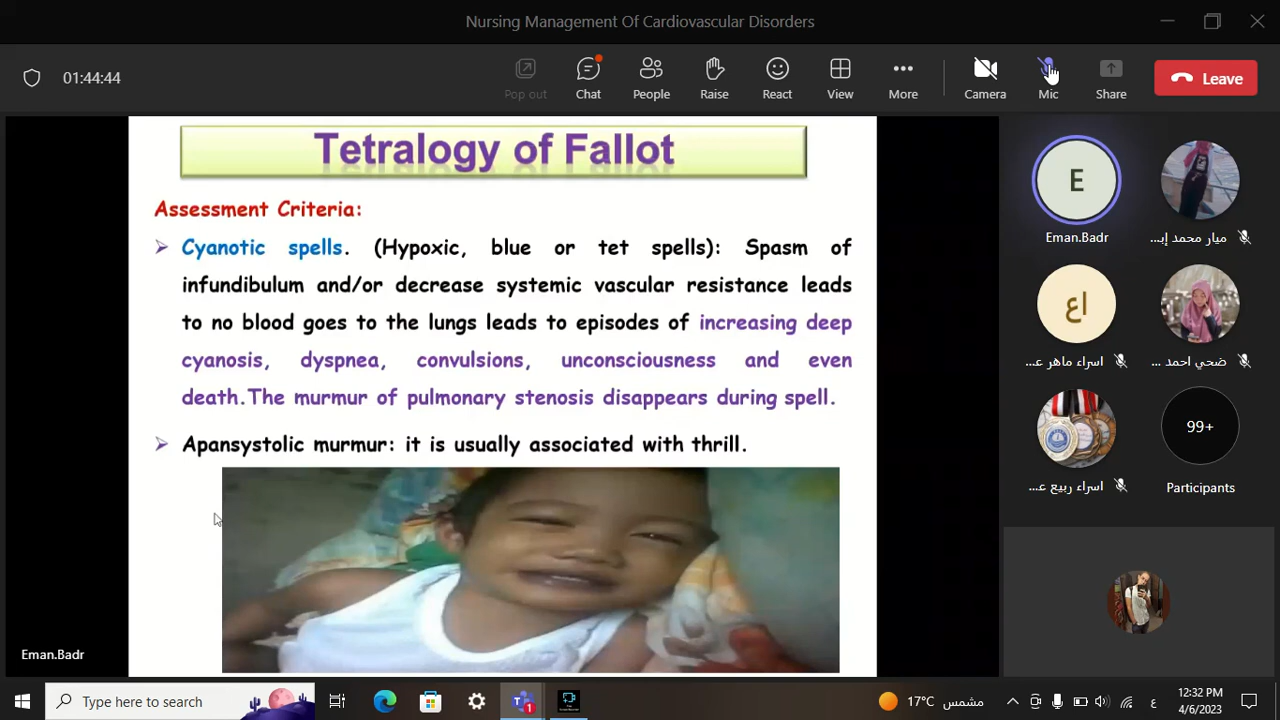 Nursing Management Of Cardiovascular Disorders
01:44:44
Pop out
Chat
People
Raise
React
View
More
Camera
Mic
Share
Leave
Tetralogy of Fallot
Assessment Criteria:
Cyanotic spells. (Hypoxic, blue or tet spells): Spasm of
infundibulum and/or decrease systemic vascular resistance leads
to no blood goes to the lungs leads to episodes of increasing deep
cyanosis, dyspnea, convulsions, unconsciousness and even
death.The murmur of pulmonary stenosis disappears during spell.
Apansystolic murmur: it is usually associated with thrill.
Eman.Badr
E
Eman.Badr
ميار محمد إب...
اع
اسراء ماهر ع...
ضحي احمد ...
اسراء ربيع ع...
99+
Participants
Type here to search
1
17°C
مشمس
ع
12:32 PM
4/6/2023